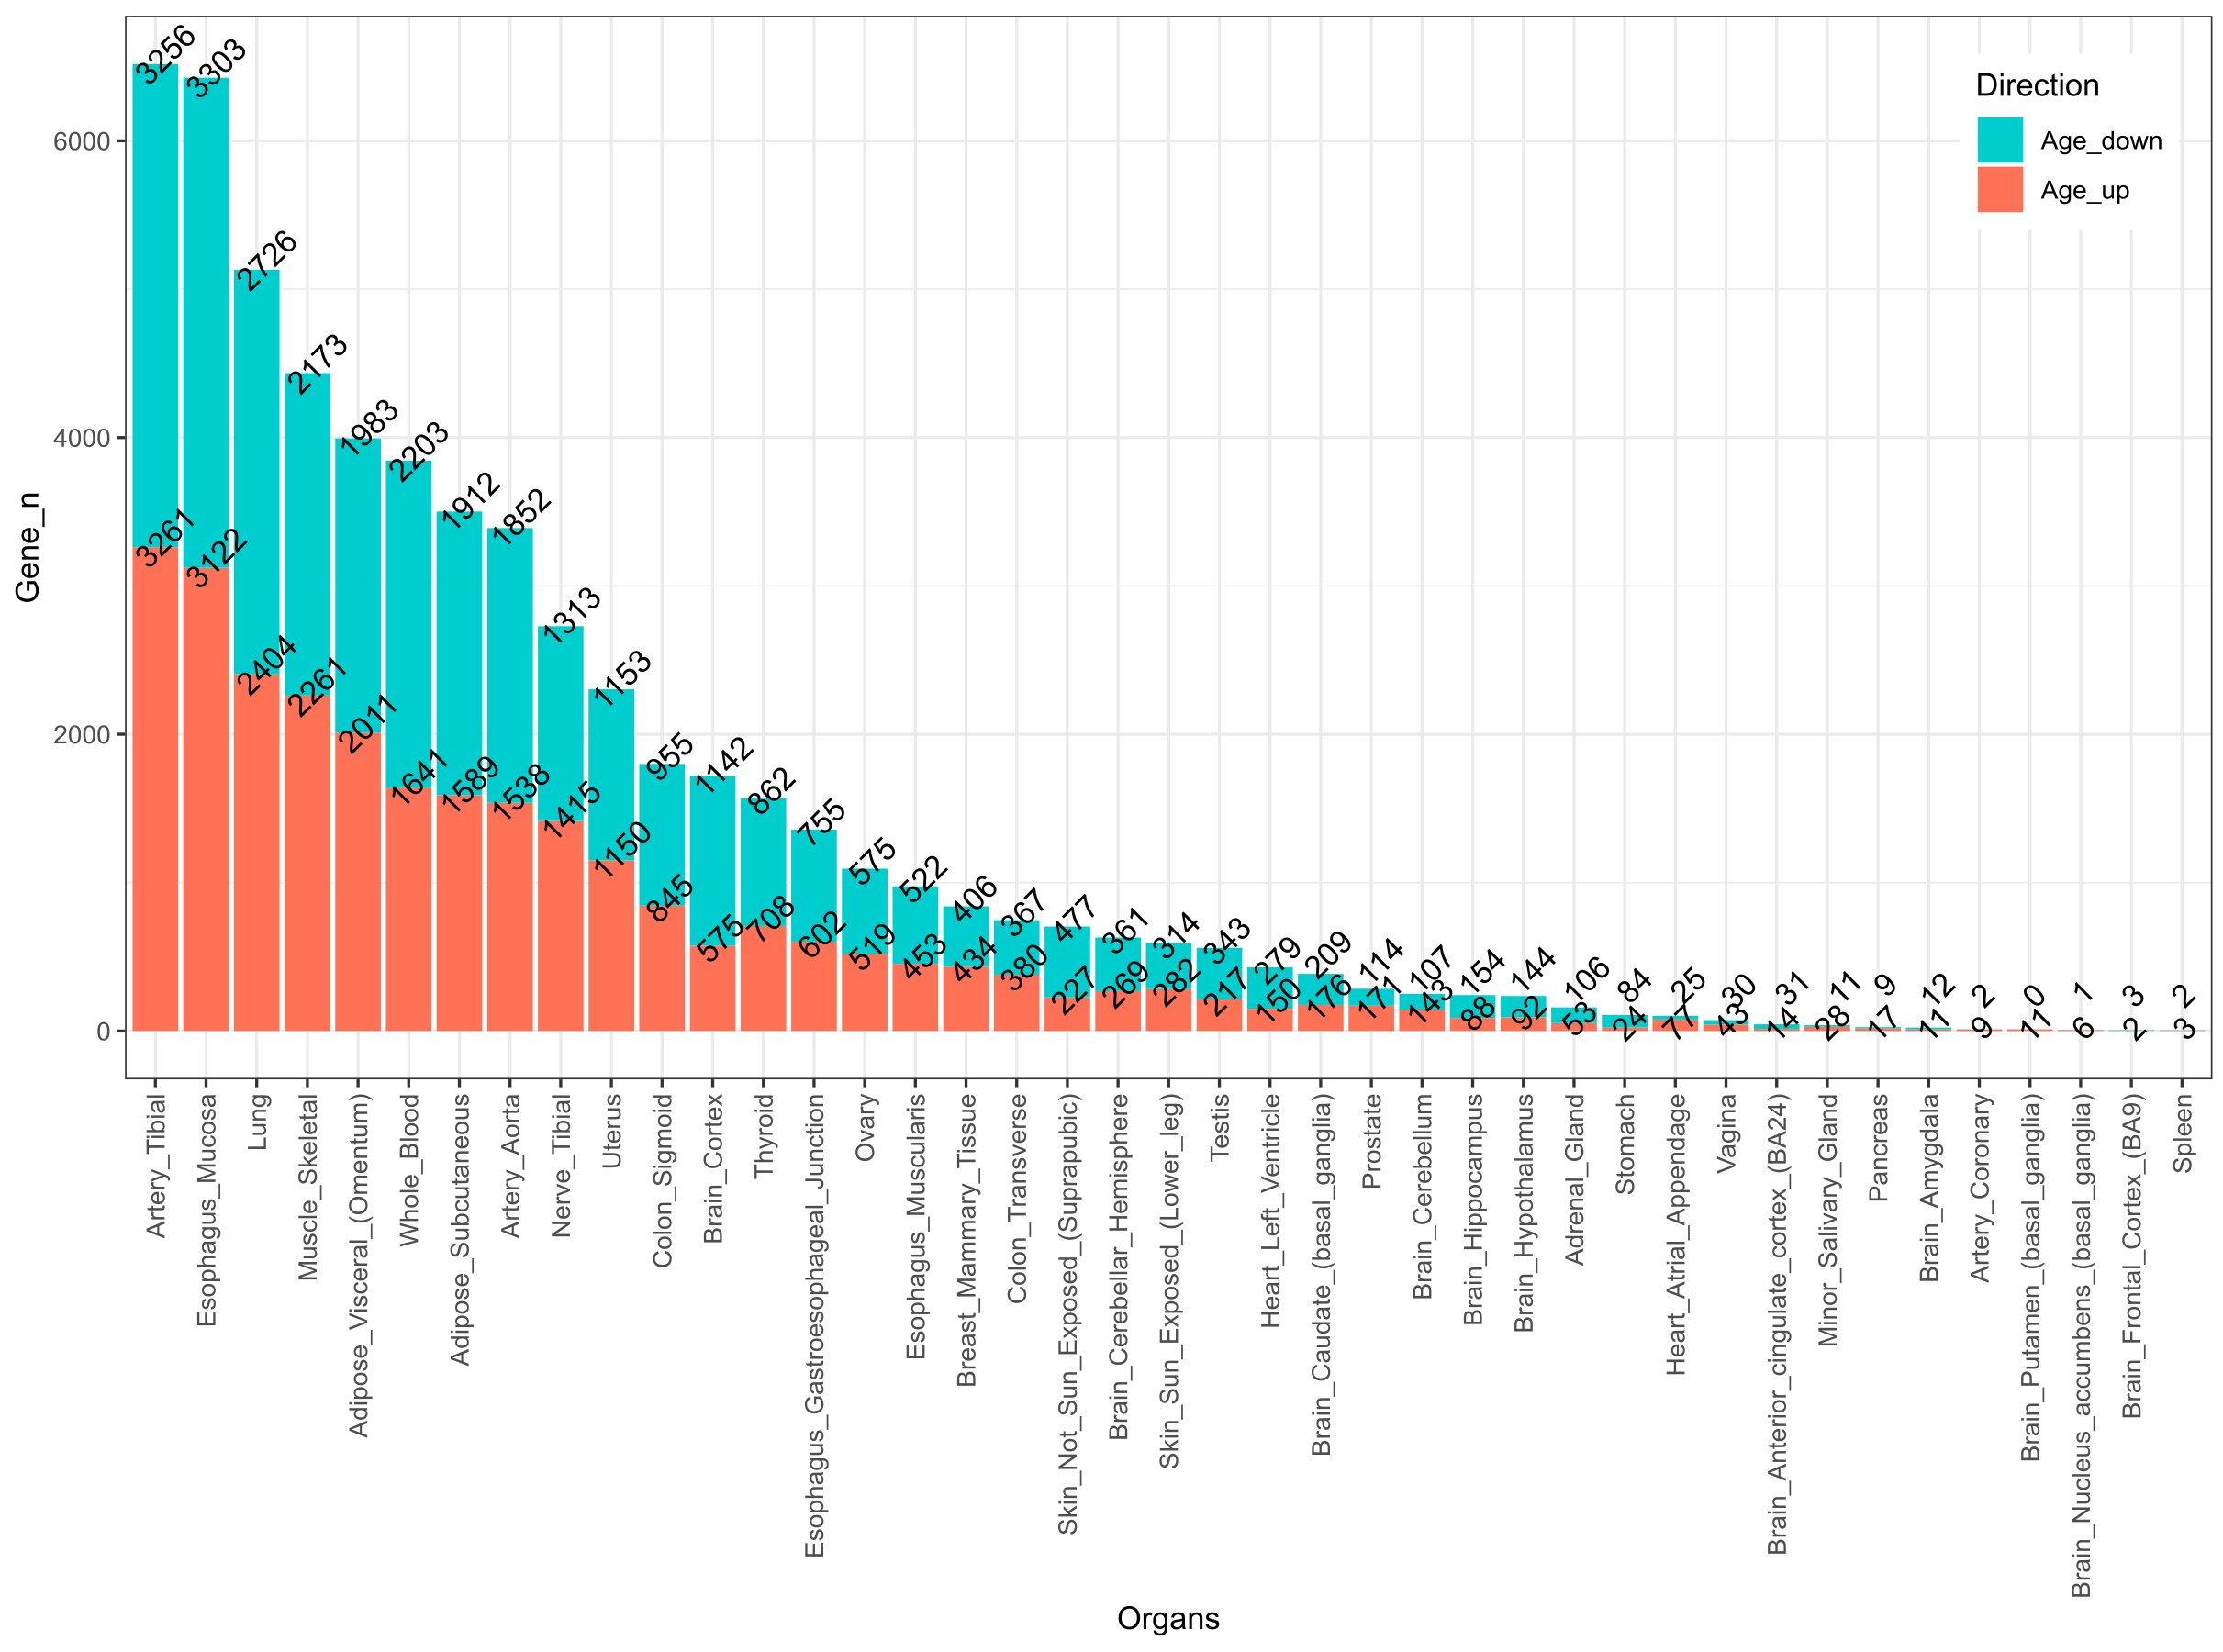 Direction
Age_down
Age_up
Gene_n
6000
4000
2000
0
3256
3303
2726
2173
1983
2203
1912
1852
1313
1153
955
1142
862
755
575
522
406
367
477
361
314
343
279
209
114
107
154
144
106
84
25
30
31
11
9
12
2
0
1
3
2
3261
3122
2404
2261
2011
1641
1589
1538
1415
1150
845
575
708
602
519
453
434
380
227
269
282
217
150
176
171
143
88
92
53
24
77
43
14
28
17
11
9
11
6
2
3
Artery_Tibial
Esophagus_Mucosa
Lung
Muscle_Skeletal
Adipose_Visceral_(Omentum)
Whole_Blood
Adipose_Subcutaneous
Artery_Aorta
Nerve_Tibial
Uterus
Colon_Sigmoid
Brain_Cortex
Thyroid
Esophagus_Gastroesophageal_Junction
Ovary
Esophagus_Muscularis
Breast_Mammary_Tissue
Colon_Transverse
Skin_Not_Sun_Exposed_(Suprapubic)
Brain_Cerebellar_Hemisphere
Skin_Sun_Exposed_(Lower_leg)
Testis
Heart_Left_Ventricle
Brain_Caudate_(basal_ganglia)
Prostate
Brain_Cerebellum
Brain_Hippocampus
Brain_Hypothalamus
Adrenal_Gland
Stomach
Heart_Atrial_Appendage
Vagina
Brain_Anterior_cingulate_cortex_(BA24)
Minor_Salivary_Gland
Pancreas
Brain_Amygdala
Artery_Coronary
Brain_Putamen_(basal_ganglia)
Brain_Nucleus_accumbens_(basal_ganglia)
Brain_Frontal_Cortex_(BA9)
Spleen
Organs